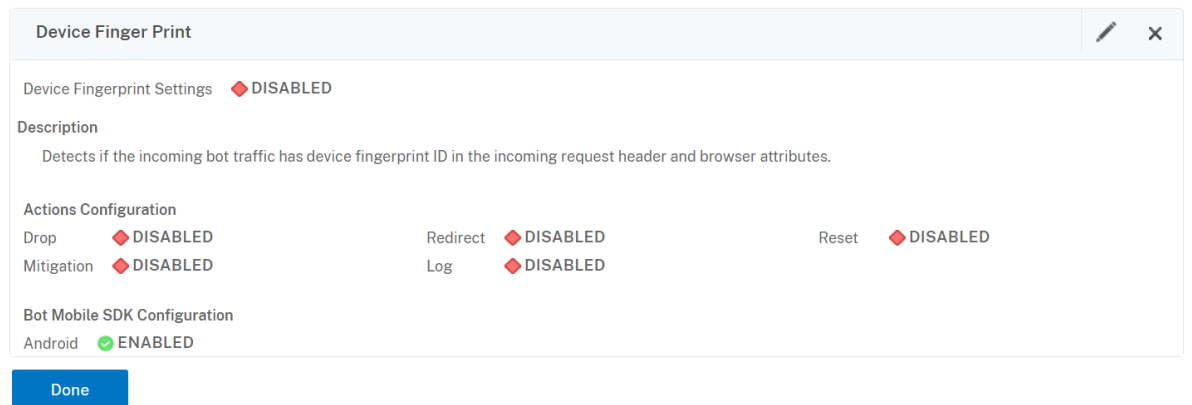 Device Finger Print
Device Fingerprint Settings DISABLED
Description
Detects if the incoming bot traffic has device fingerprint ID in the incoming request header and browser attributes.
Actions Configuration
Drop DISABLED Redirect DISABLED Reset DISABLED
Mitigation DISABLED Log DISABLED
Bot Mobile SDK Configuration
Android ENABLED
Done